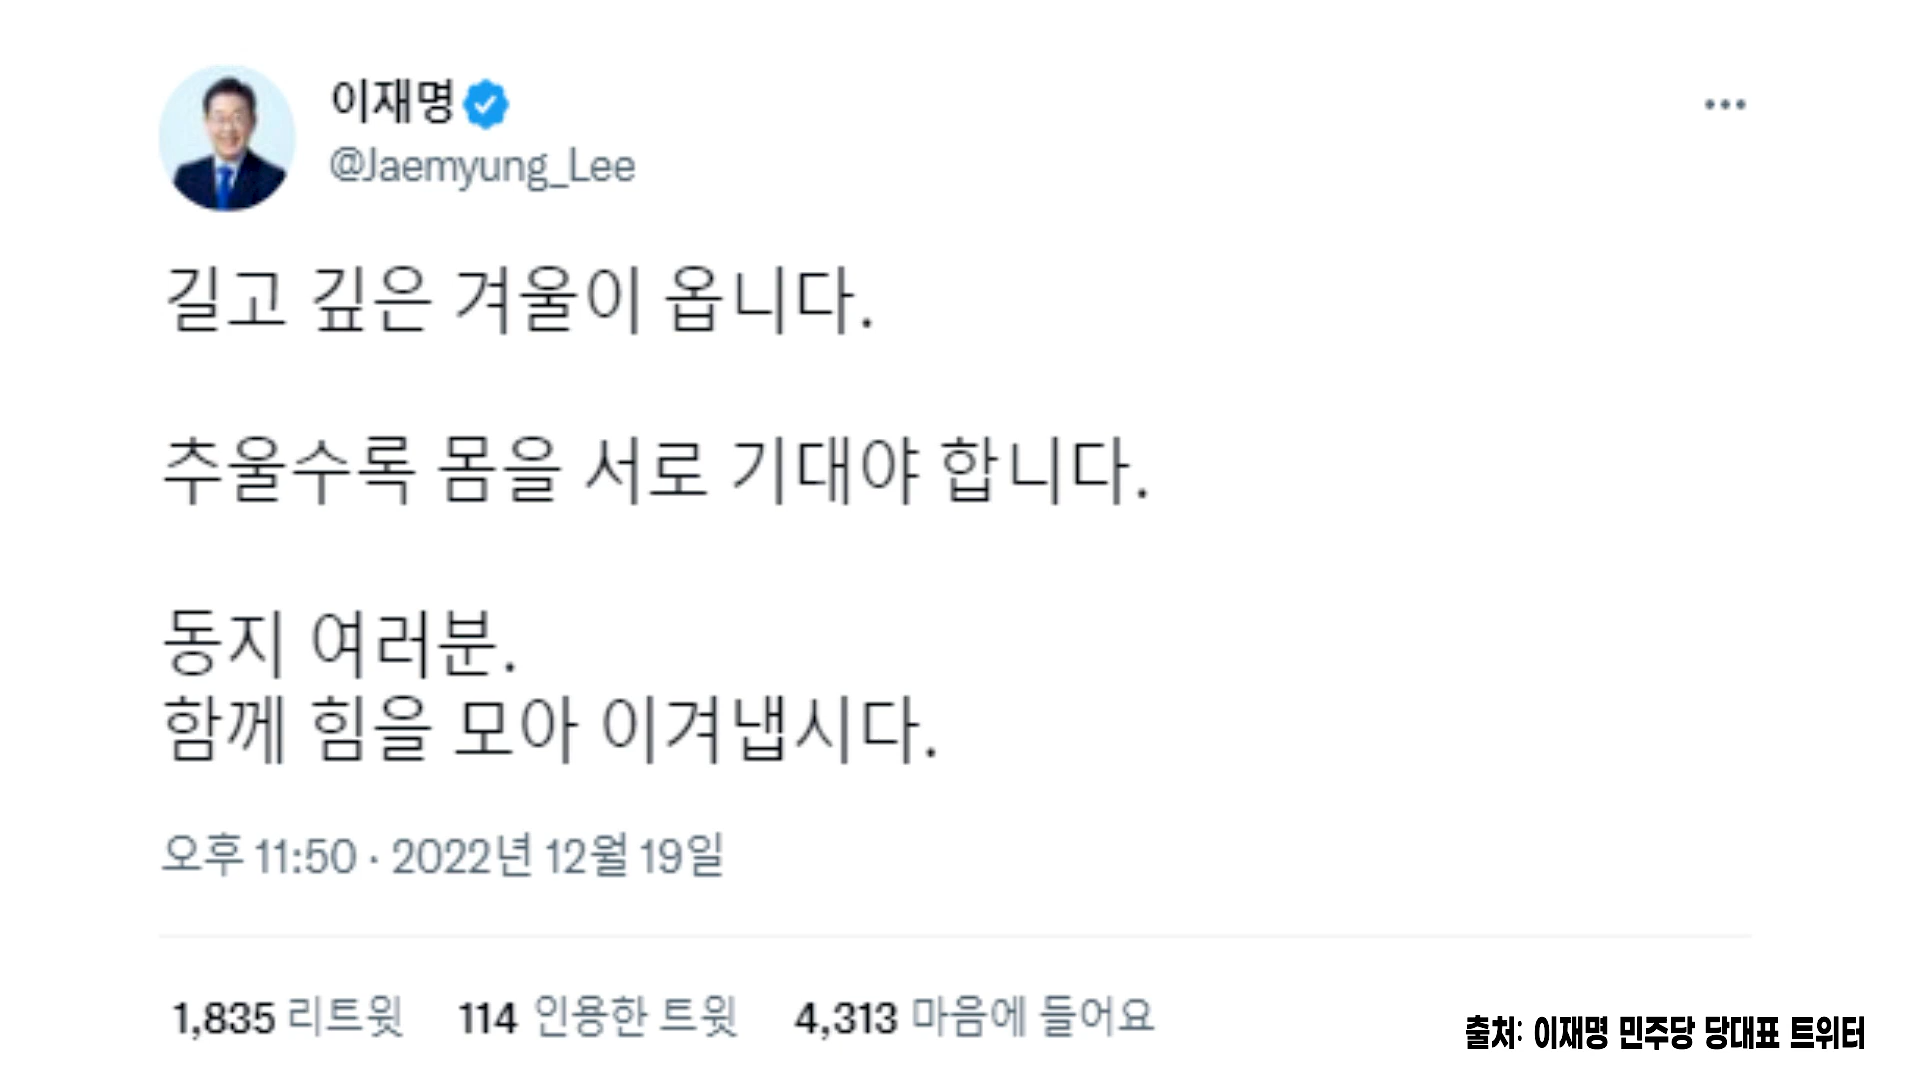 이재명
@Jaemyung_Lee
길고 깊은 겨울이 옵니다.
추울수록 몸을 서로 기대야 합니다.
동지 여러분.
함께 힘을 모아 이겨냅시다.
오후 11:50 · 2022년 12월 19일
1,835 리트윗 114 인용한 트윗 4,313 마음에 들어요
출처: 이재명 민주당 당대표 트위터